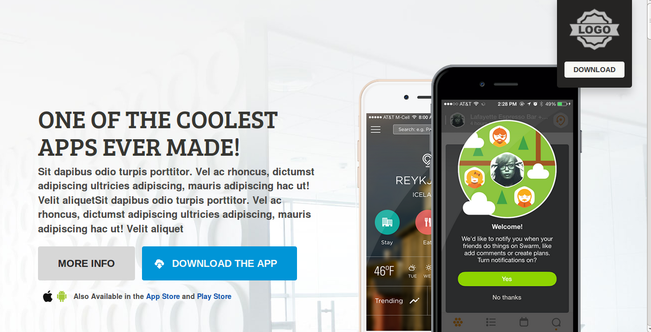 LOGO
DOWNLOAD
ONE OF THE COOLEST
APPS EVER MADE!
Sit dapibus odio turpis porttitor. Vel ac rhoncus, dictumst
adipiscing ultricies adipiscing, mauris adipiscing hac ut!
Velit aliquetSit dapibus odio turpis porttitor. Vel ac
rhoncus, dictumst adipiscing ultricies adipiscing, mauris
adipiscing hac ut! Velit aliquet
MORE INFO
DOWNLOAD THE APP
Also Available in the App Store and Play Store
AT&T M-Cell
Search: e.g.
REYKJ
ICELA
Stay
Eat
46°F
TUE
WE
Trending
AT&T
2:28 PM
49%
Welcome!
We'd like to notify you when your
friends do things on Swarm, like
add comments or create plans.
Turn notifications on?
Yes
No thanks